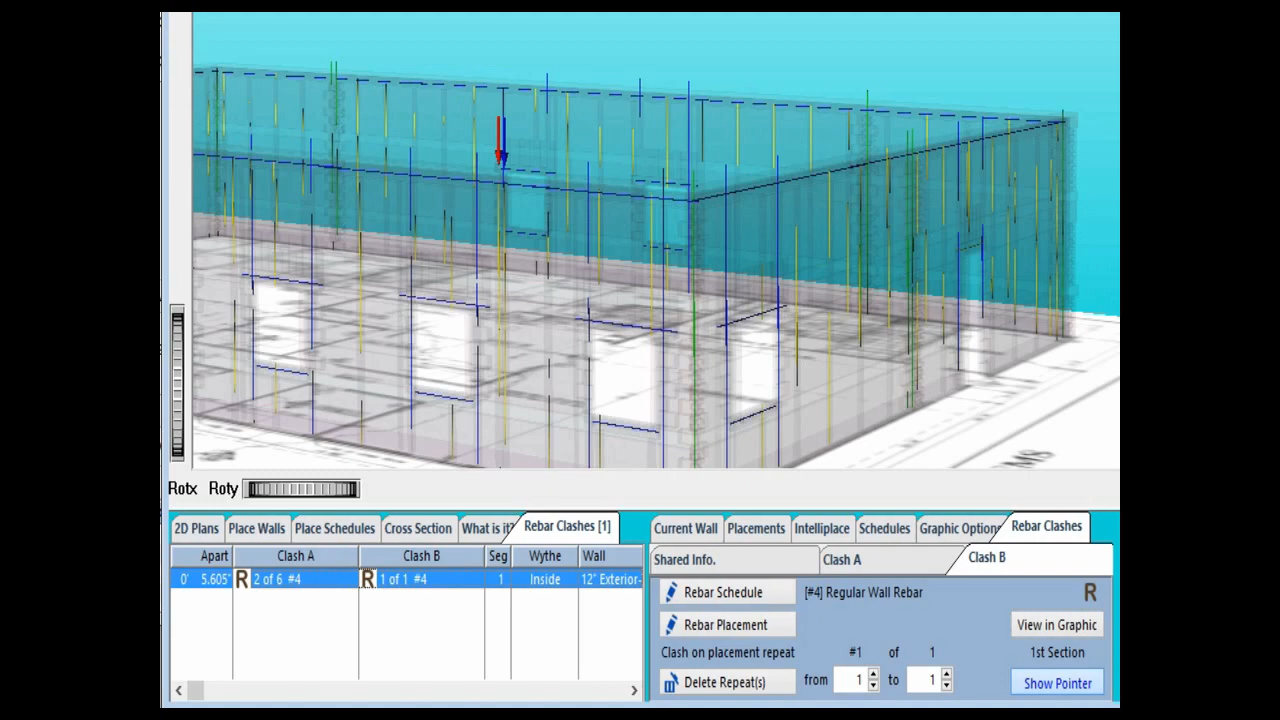 MS
Rotx Roty
2D Plans Place Walls Place Schedules Cross Section What is it? Rebar Clashes [1]
Apart Clash A Clash B Seg Wythe Wall
0' 5.605" R 2 of 6 #4 R 1 of 1 #4 1 Inside 12" Exterior-
Current Wall Placements Intelliplace Schedules Graphic Options Rebar Clashes
Shared Info. Clash A Clash B
Rebar Schedule [#4] Regular Wall Rebar R
Rebar Placement View in Graphic
Clash on placement repeat #1 of 1 1st Section
Delete Repeat(s) from 1 to 1 Show Pointer